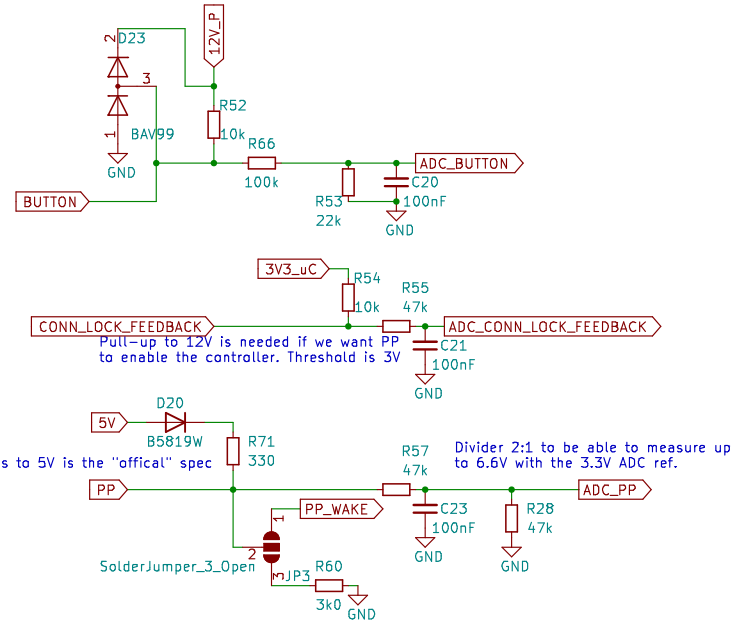 2
D23
12V_P
3
R52
10k
1
BAV99
GND
R66
100k
ADC_BUTTON
C20
100nF
R53
22k
BUTTON
GND
3V3_uC
R54
10k
R55
47k
CONN_LOCK_FEEDBACK
ADC_CONN_LOCK_FEEDBACK
Pull-up to 12V is needed if we want PP
to enable the controller. Threshold is 3V
C21
100nF
GND
D20
5V
B5819W
R71
330
s to 5V is the "offical" spec
R57
47k
Divider 2:1 to be able to measure up
to 6.6V with the 3.3V ADC ref.
PP
ADC_PP
PP_WAKE
1
C23
100nF
R28
47k
GND
GND
2
SolderJumper_3_Open
3
JP3
R60
3k0
GND